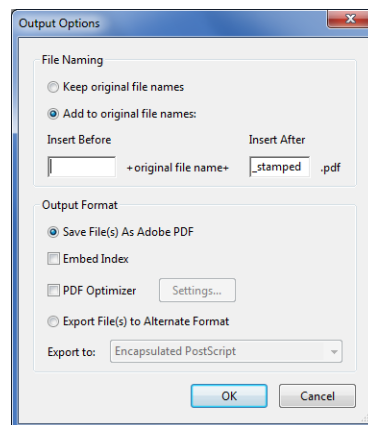 Output Options
File Naming
Keep original file names
Add to original file names:
Insert Before Insert After
+original file name+ _stamped .pdf
Output Format
Save File(s) As Adobe PDF
Embed Index
PDF Optimizer Settings...
Export File(s) to Alternate Format
Export to: Encapsulated PostScript
OK Cancel